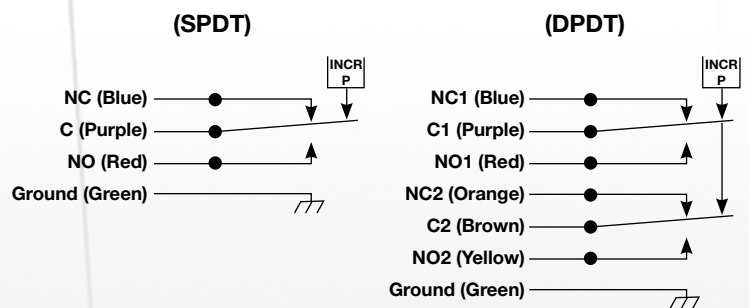 (SPDT)
INCR
P
NC (Blue)
C (Purple)
NO (Red)
Ground (Green)
(DPDT)
INCR
P
NC1 (Blue)
C1 (Purple)
NO1 (Red)
NC2 (Orange)
C2 (Brown)
NO2 (Yellow)
Ground (Green)